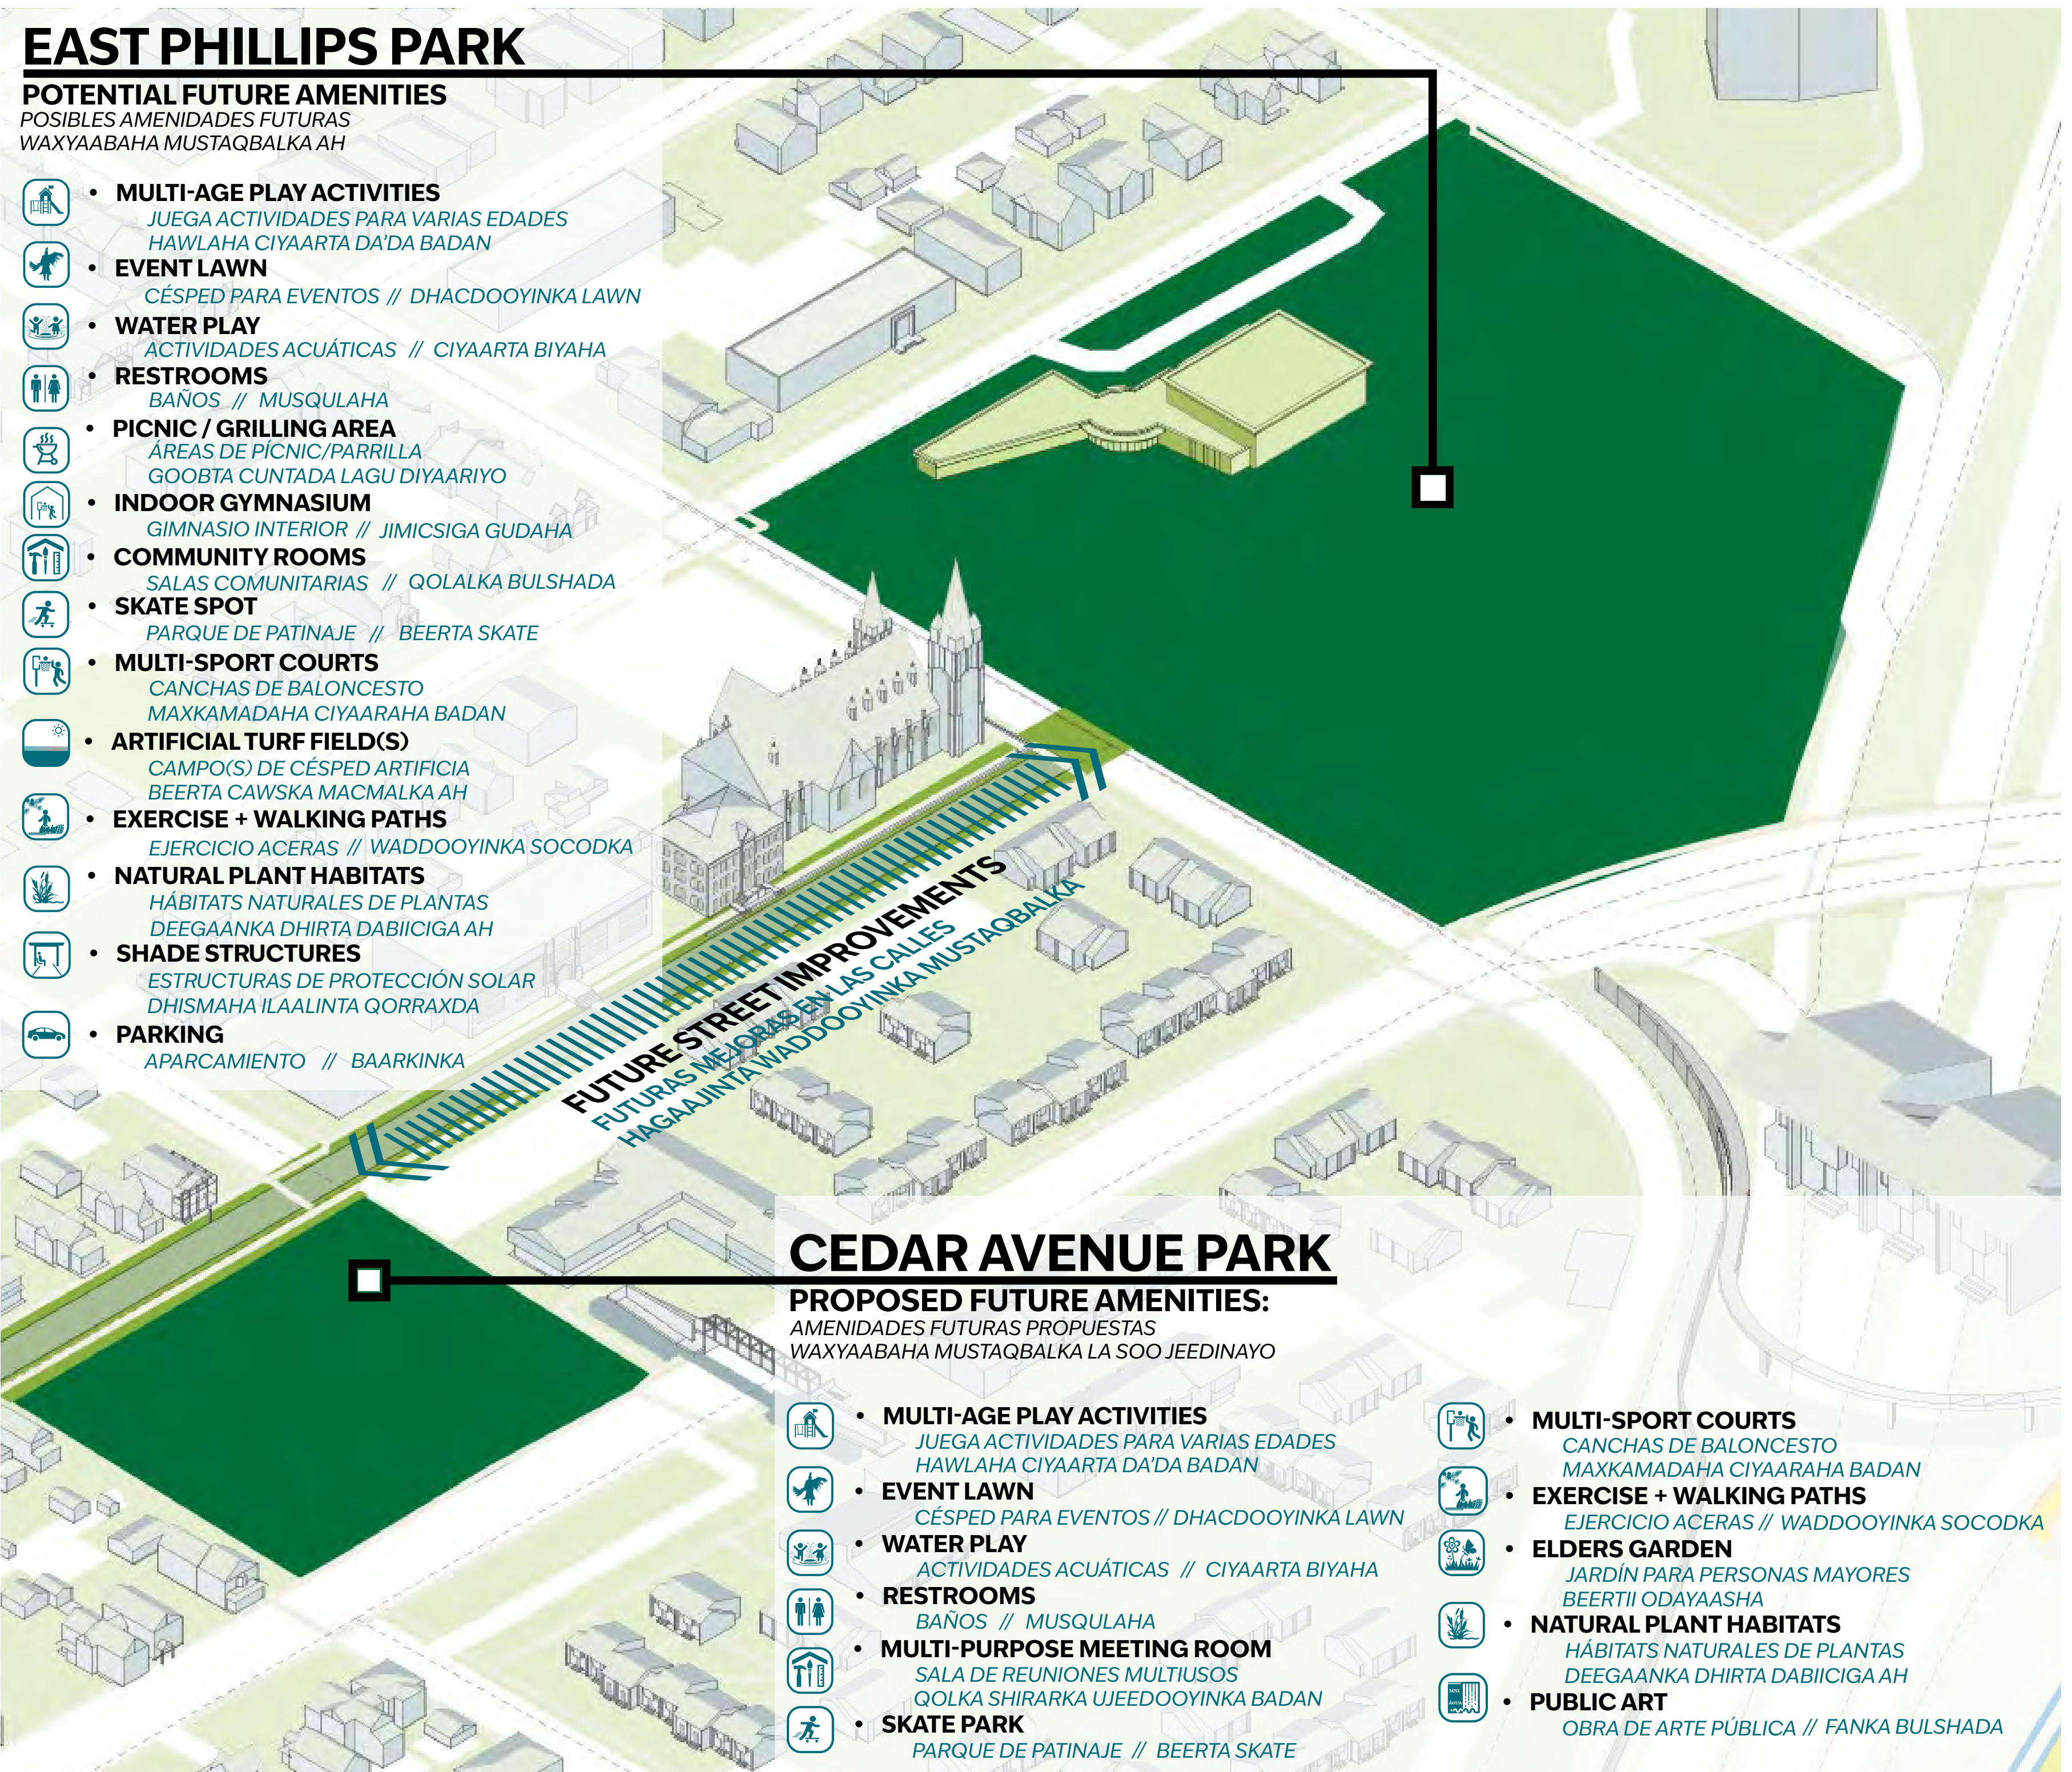 EAST PHILLIPS PARK
POTENTIAL FUTURE AMENITIES
POSIBLES AMENIDADES FUTURAS
WAXYAABAHA MUSTAQBALKA AH
• MULTI-AGE PLAY ACTIVITIES
JUEGA ACTIVIDADES PARA VARIAS EDADES
HAWLAHA CIYAARTA DA'DA BADAN
• EVENT LAWN
CÉSPED PARA EVENTOS // DHACDOOYINKA LAWN
• WATER PLAY
ACTIVIDADES ACUÁTICAS // CIYAARTA BIYAHA
• RESTROOMS
BAÑOS // MUSQULAHA
• PICNIC / GRILLING AREA
ÁREAS DE PÍCNIC/PARRILLA
GOOBTA CUNTADA LAGU DIYAARIYO
• INDOOR GYMNASIUM
GIMNASIO INTERIOR // JIMICSIGA GUDAHA
• COMMUNITY ROOMS
SALAS COMUNITARIAS // QOLALKA BULSHADA
• SKATE SPOT
PARQUE DE PATINAJE // BEERTA SKATE
• MULTI-SPORT COURTS
CANCHAS DE BALONCESTO
MAXKAMADAHA CIYAARAHA BADAN
• ARTIFICIAL TURF FIELD(S)
CAMPO(S) DE CÉSPED ARTIFICIA
BEERTA CAWSKA MACMALKA AH
• EXERCISE + WALKING PATHS
EJERCICIO ACERAS // WADDOOYINKA SOCODKA
• NATURAL PLANT HABITATS
HÁBITATS NATURALES DE PLANTAS
DEEGAANKA DHIRTA DABIICIGA AH
• SHADE STRUCTURES
ESTRUCTURAS DE PROTECCIÓN SOLAR
DHISMAHA ILAALINTA QORRAXDA
• PARKING
APARCAMIENTO // BAARKINKA
FUTURE STREET IMPROVEMENTS
FUTURAS MEJORAS EN LAS CALLES
HAGAAJINTA WADDOOYINKA MUSTAQBALKA
CEDAR AVENUE PARK
PROPOSED FUTURE AMENITIES:
AMENIDADES FUTURAS PROPUESTAS
WAXYAABAHA MUSTAQBALKA LA SOO JEEDINAYO
• MULTI-AGE PLAY ACTIVITIES
JUEGA ACTIVIDADES PARA VARIAS EDADES
HAWLAHA CIYAARTA DA'DA BADAN
• EVENT LAWN
CÉSPED PARA EVENTOS // DHACDOOYINKA LAWN
• WATER PLAY
ACTIVIDADES ACUÁTICAS // CIYAARTA BIYAHA
• RESTROOMS
BAÑOS // MUSQULAHA
• MULTI-PURPOSE MEETING ROOM
SALA DE REUNIONES MULTIUSOS
QOLKA SHIRARKA UJEEDOOYINKA BADAN
• SKATE PARK
PARQUE DE PATINAJE // BEERTA SKATE
• MULTI-SPORT COURTS
CANCHAS DE BALONCESTO
MAXKAMADAHA CIYAARAHA BADAN
• EXERCISE + WALKING PATHS
EJERCICIO ACERAS // WADDOOYINKA SOCODKA
• ELDERS GARDEN
JARDÍN PARA PERSONAS MAYORES
BEERTII ODAYAASHA
• NATURAL PLANT HABITATS
HÁBITATS NATURALES DE PLANTAS
DEEGAANKA DHIRTA DABIICIGA AH
MNI
AGUA
• PUBLIC ART
OBRA DE ARTE PÚBLICA // FANKA BULSHADA